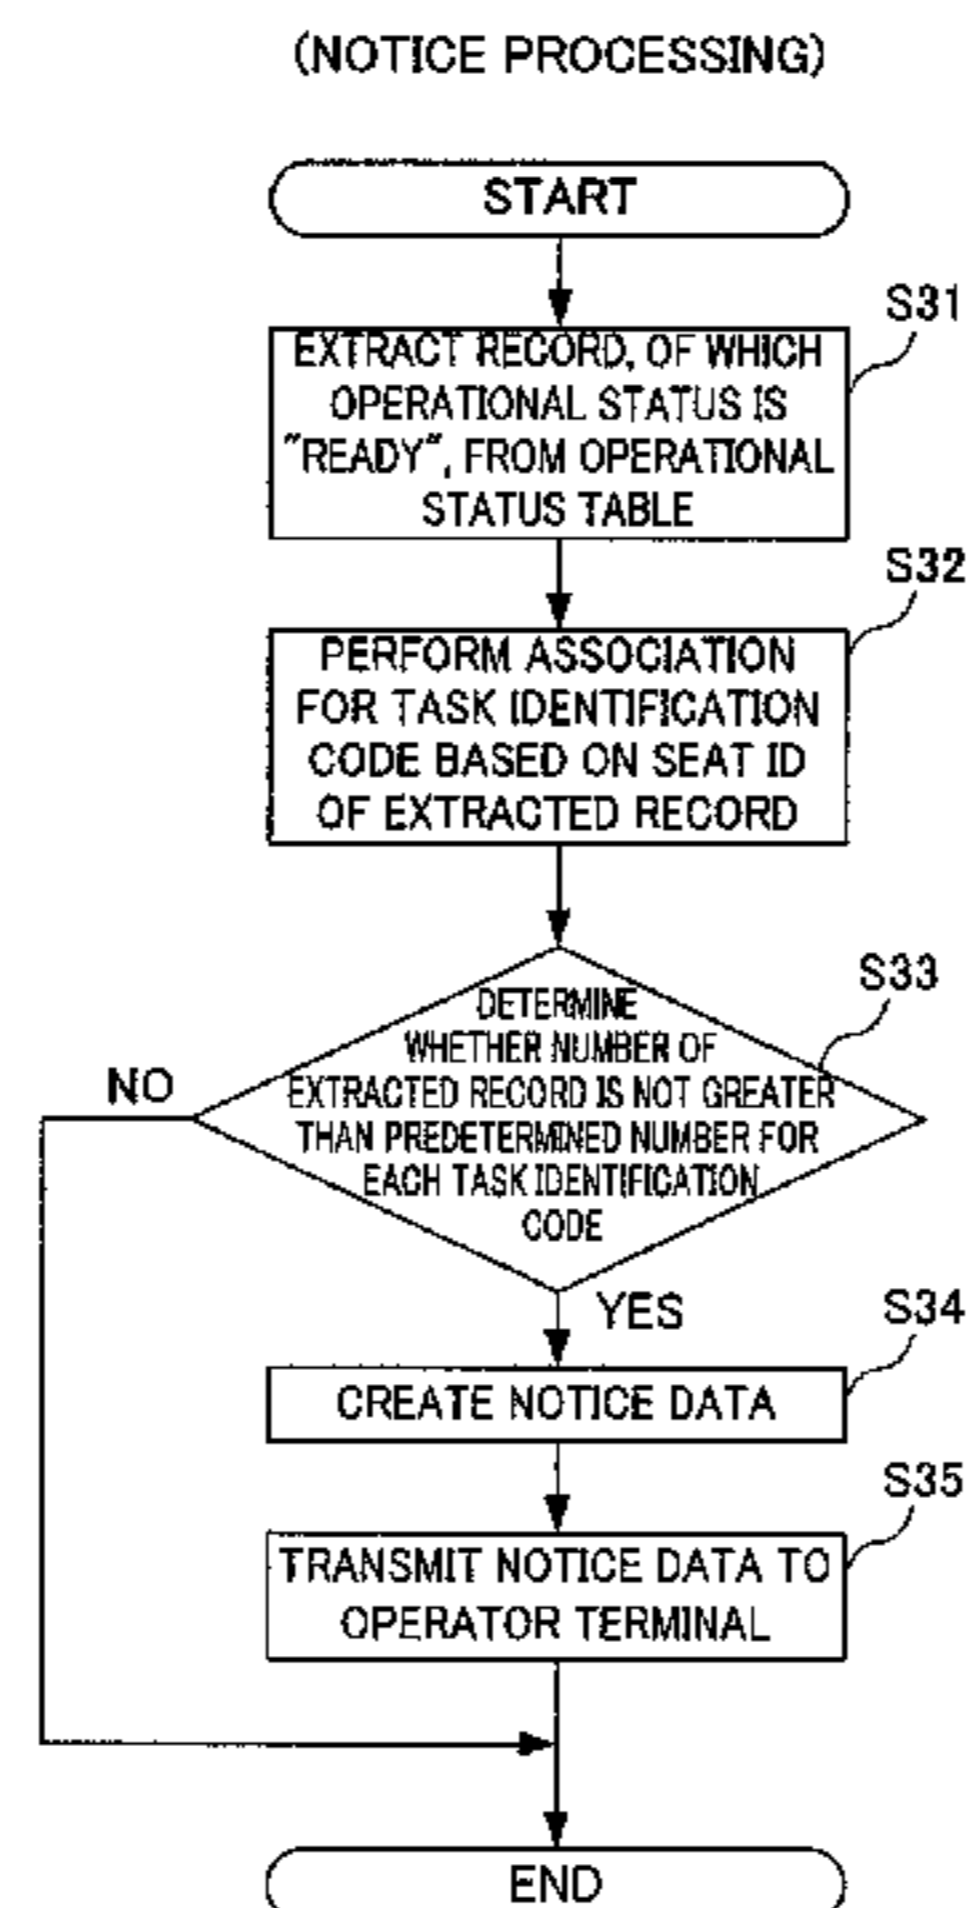 (NOTICE PROCESSING)
START
S31
EXTRACT RECORD, OF WHICH
OPERATIONAL STATUS IS
"READY", FROM OPERATIONAL
STATUS TABLE
S32
PERFORM ASSOCIATION
FOR TASK IDENTIFICATION
CODE BASED ON SEAT ID
OF EXTRACTED RECORD
S33
DETERMINE
WHETHER NUMBER OF
EXTRACTED RECORD IS NOT GREATER
THAN PREDETERMINED NUMBER FOR
EACH TASK IDENTIFICATION
CODE
NO
YES
S34
CREATE NOTICE DATA
S35
TRANSMIT NOTICE DATA TO
OPERATOR TERMINAL
END